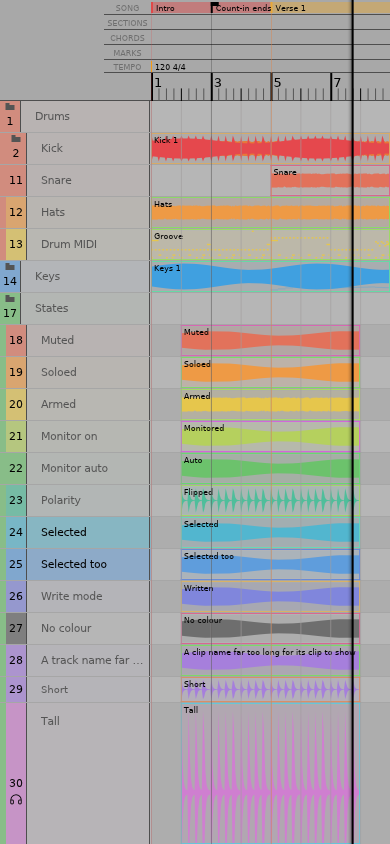 SONG Intro Count-in ends Verse 1
SECTIONS
CHORDS
MARKS
TEMPO 120 4/4
1 3 5 7
1 Drums
2 Kick Kick 1
11 Snare Snare
12 Hats Hats
13 Drum MIDI Groove
14 Keys Keys 1
17 States
18 Muted Muted
19 Soloed Soloed
20 Armed Armed
21 Monitor on Monitored
22 Monitor auto Auto
23 Polarity Flipped
24 Selected Selected
25 Selected too Selected too
26 Write mode Written
27 No colour No colour
28 A track name far ... A clip name far too long for its clip to show
29 Short Short
Tall Tall
30